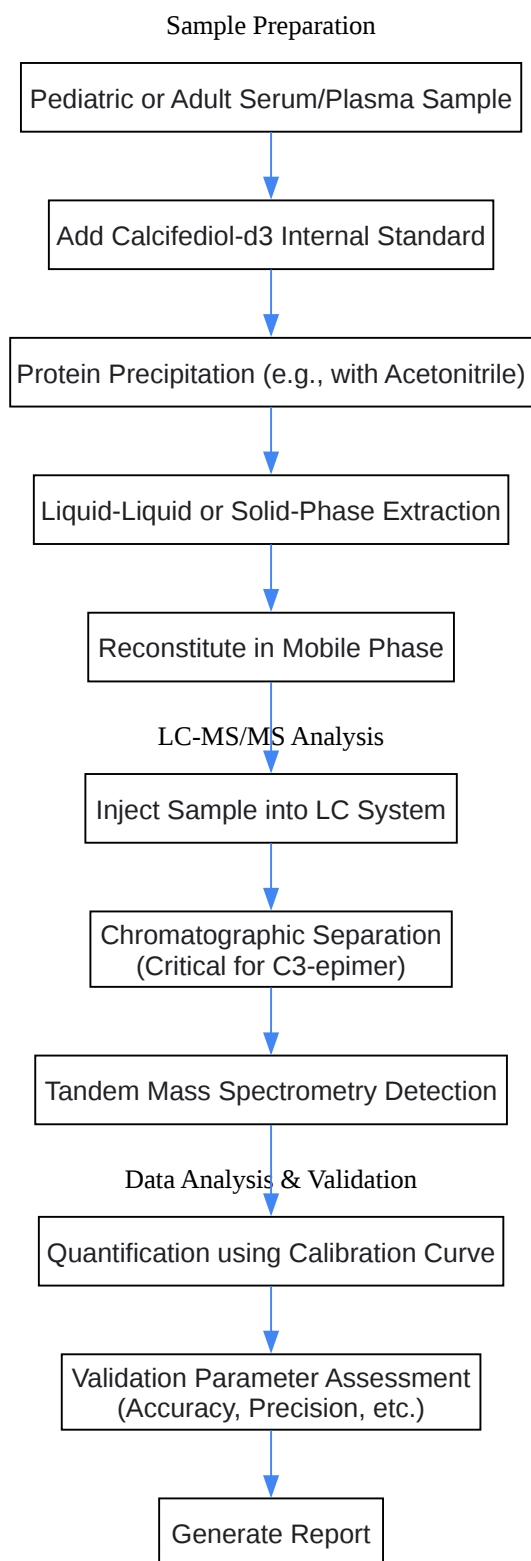 Sample Preparation
Pediatric or Adult Serum/Plasma Sample
Add Calcifediol-d3 Internal Standard
Protein Precipitation (e.g., with Acetonitrile)
Liquid-Liquid or Solid-Phase Extraction
Reconstitute in Mobile Phase
LC-MS/MS Analysis
Inject Sample into LC System
Chromatographic Separation
(Critical for C3-epimer)
Tandem Mass Spectrometry Detection
Data Analysis & Validation
Quantification using Calibration Curve
Validation Parameter Assessment
(Accuracy, Precision, etc.)
Generate Report